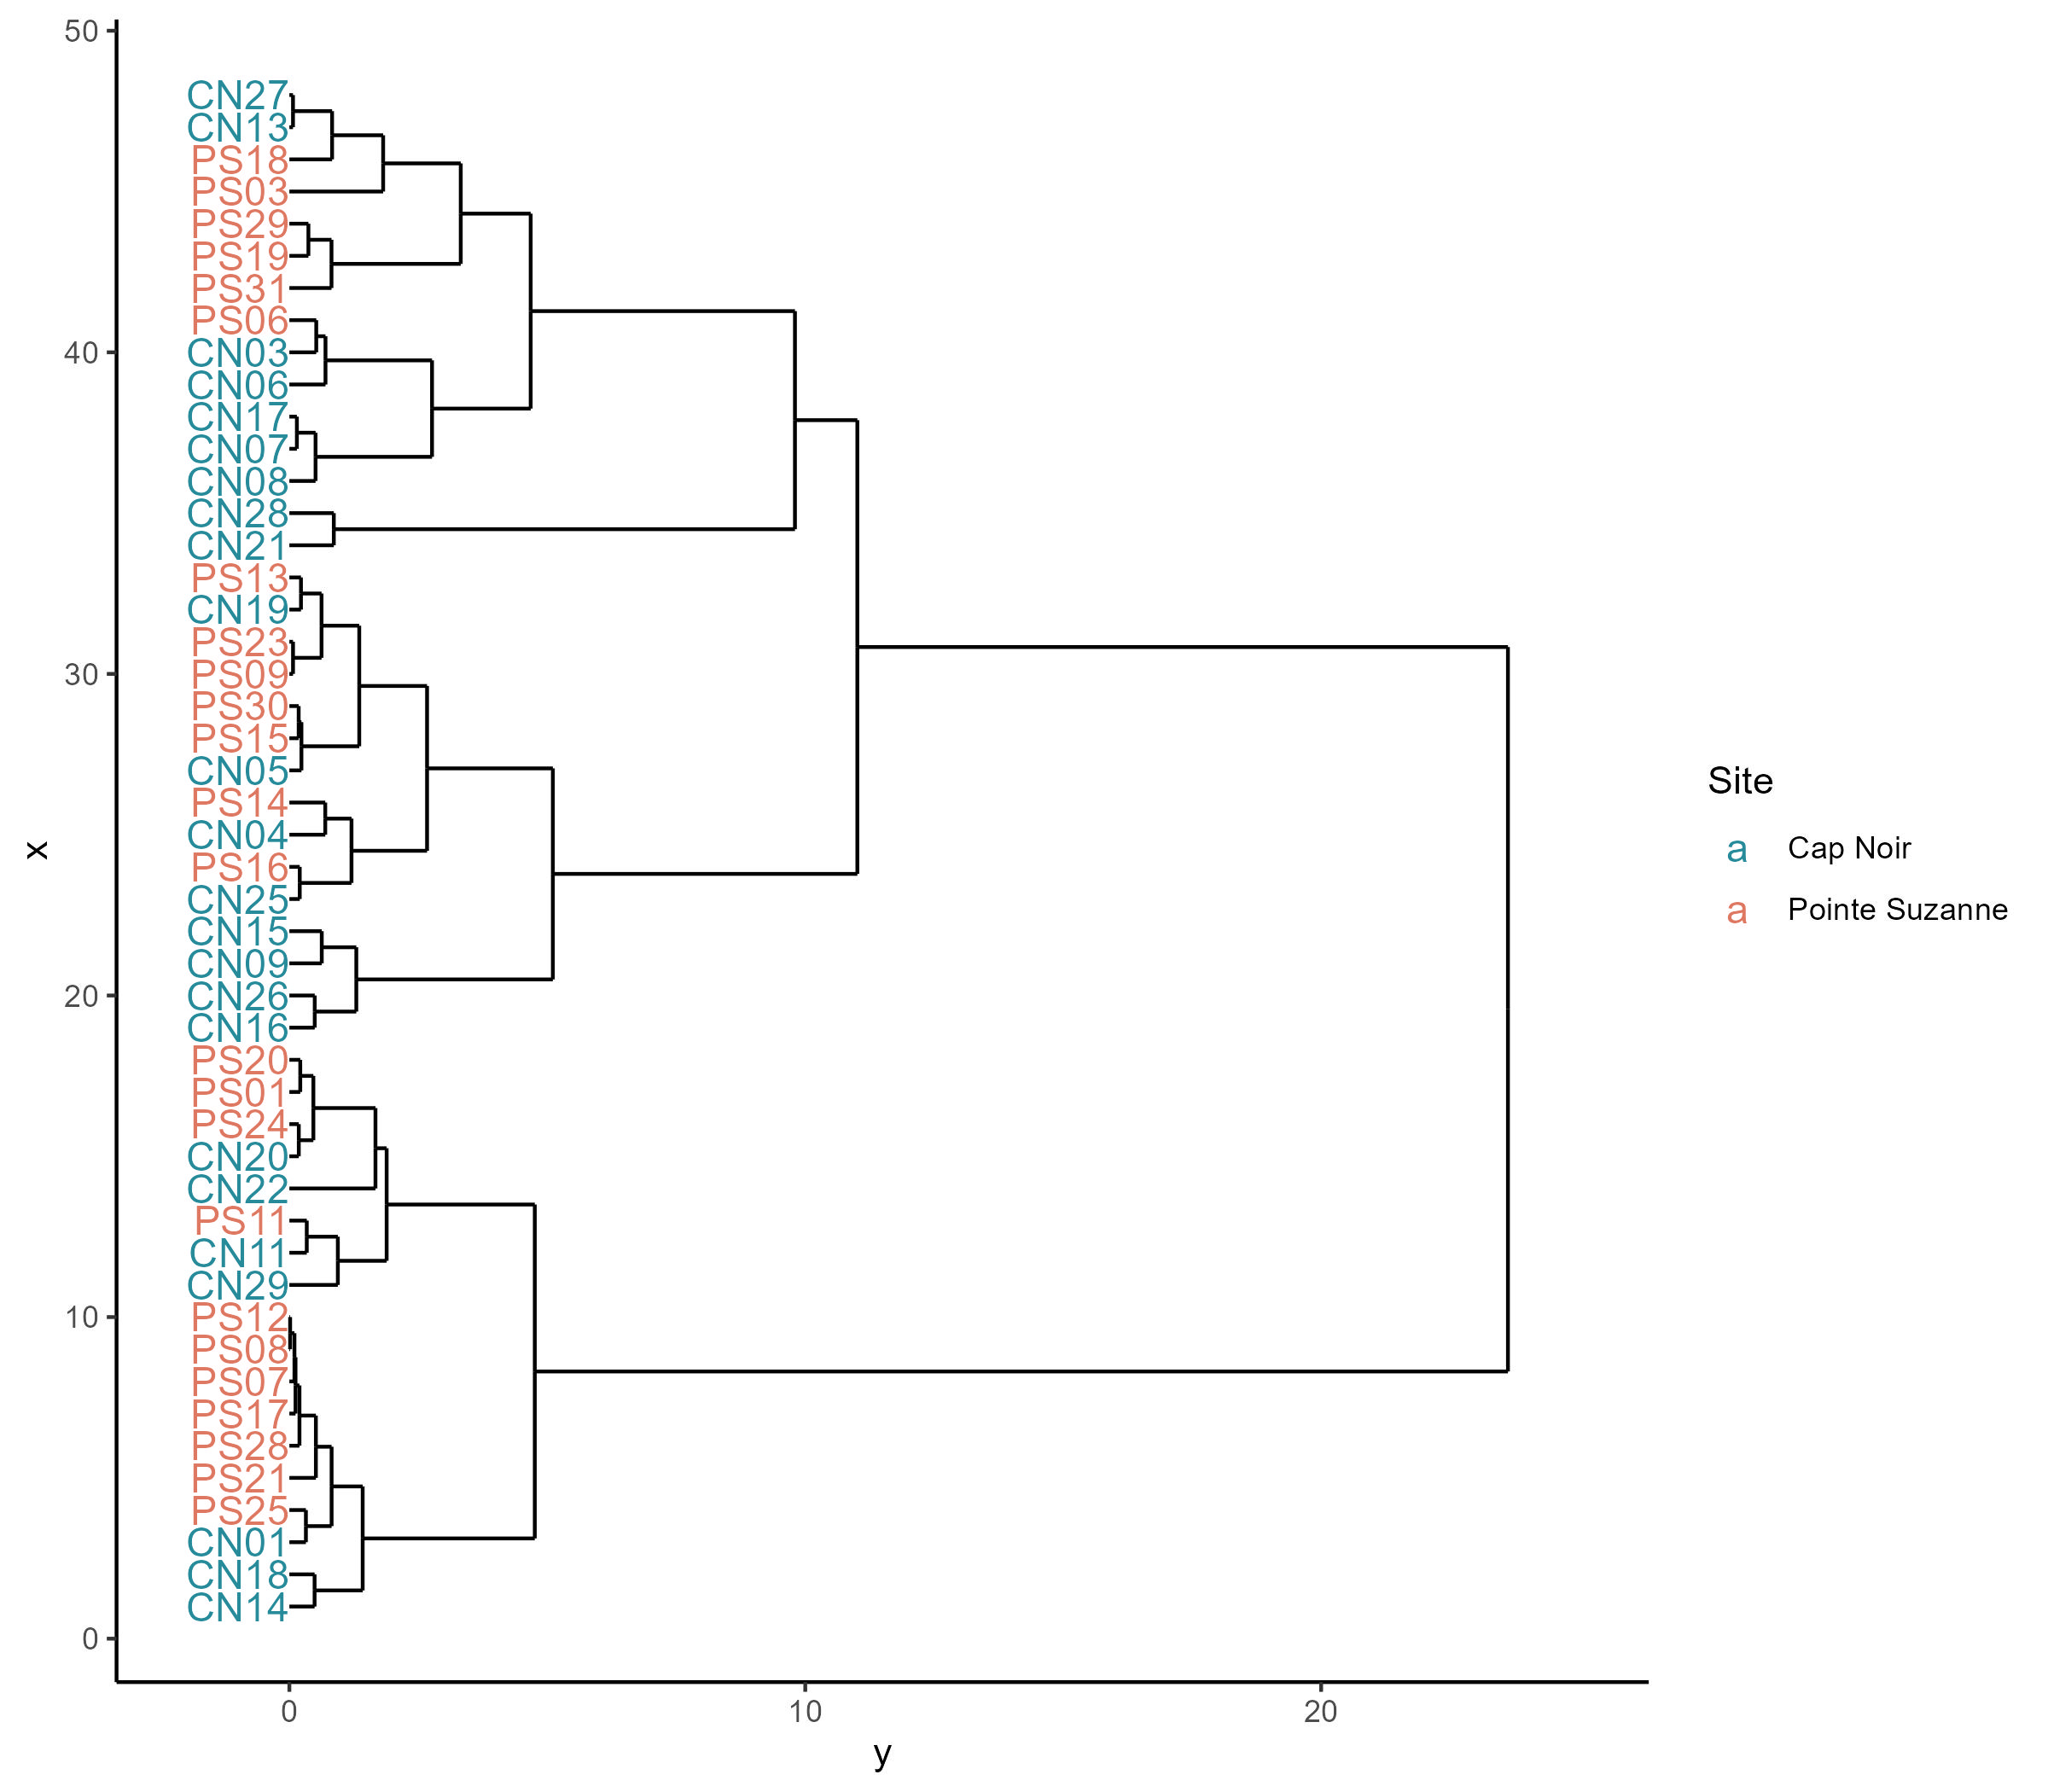 50
CN27
CN13
PS18
PS03
PS29
PS19
PS31
PS06
40
CN03
CN06
CN17
CN07
CN08
CN28
CN21
PS13
CN19
PS23
30
PS09
PS30
PS15
CN05
PS14
CN04
PS16
CN25
CN15
CN09
20
CN26
CN16
PS20
PS01
PS24
CN20
CN22
PS11
CN11
CN29
10
PS12
PS08
PS07
PS17
PS28
PS21
PS25
CN01
CN18
CN14
0
x
0 10 20
y
Site
a Cap Noir
a Pointe Suzanne